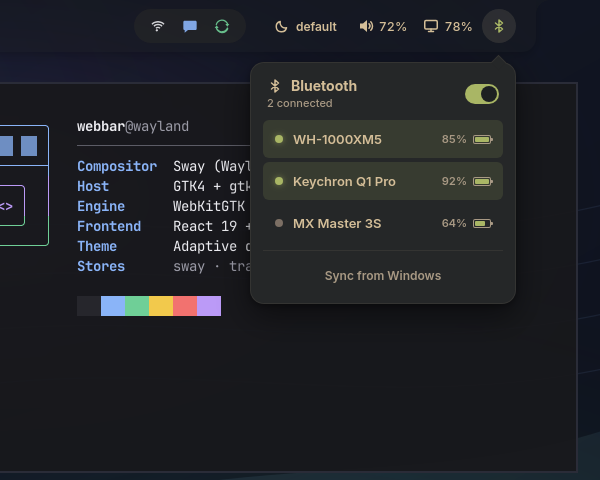 default 72% 78%
Bluetooth
2 connected
WH-1000XM5 85%
Keychron Q1 Pro 92%
MX Master 3S 64%
Sync from Windows
webbar@wayland
Compositor Sway (Wayl
Host GTK4 + gtk
Engine WebKitGTK
Frontend React 19 +
Theme Adaptive
Stores sway · tra
<>